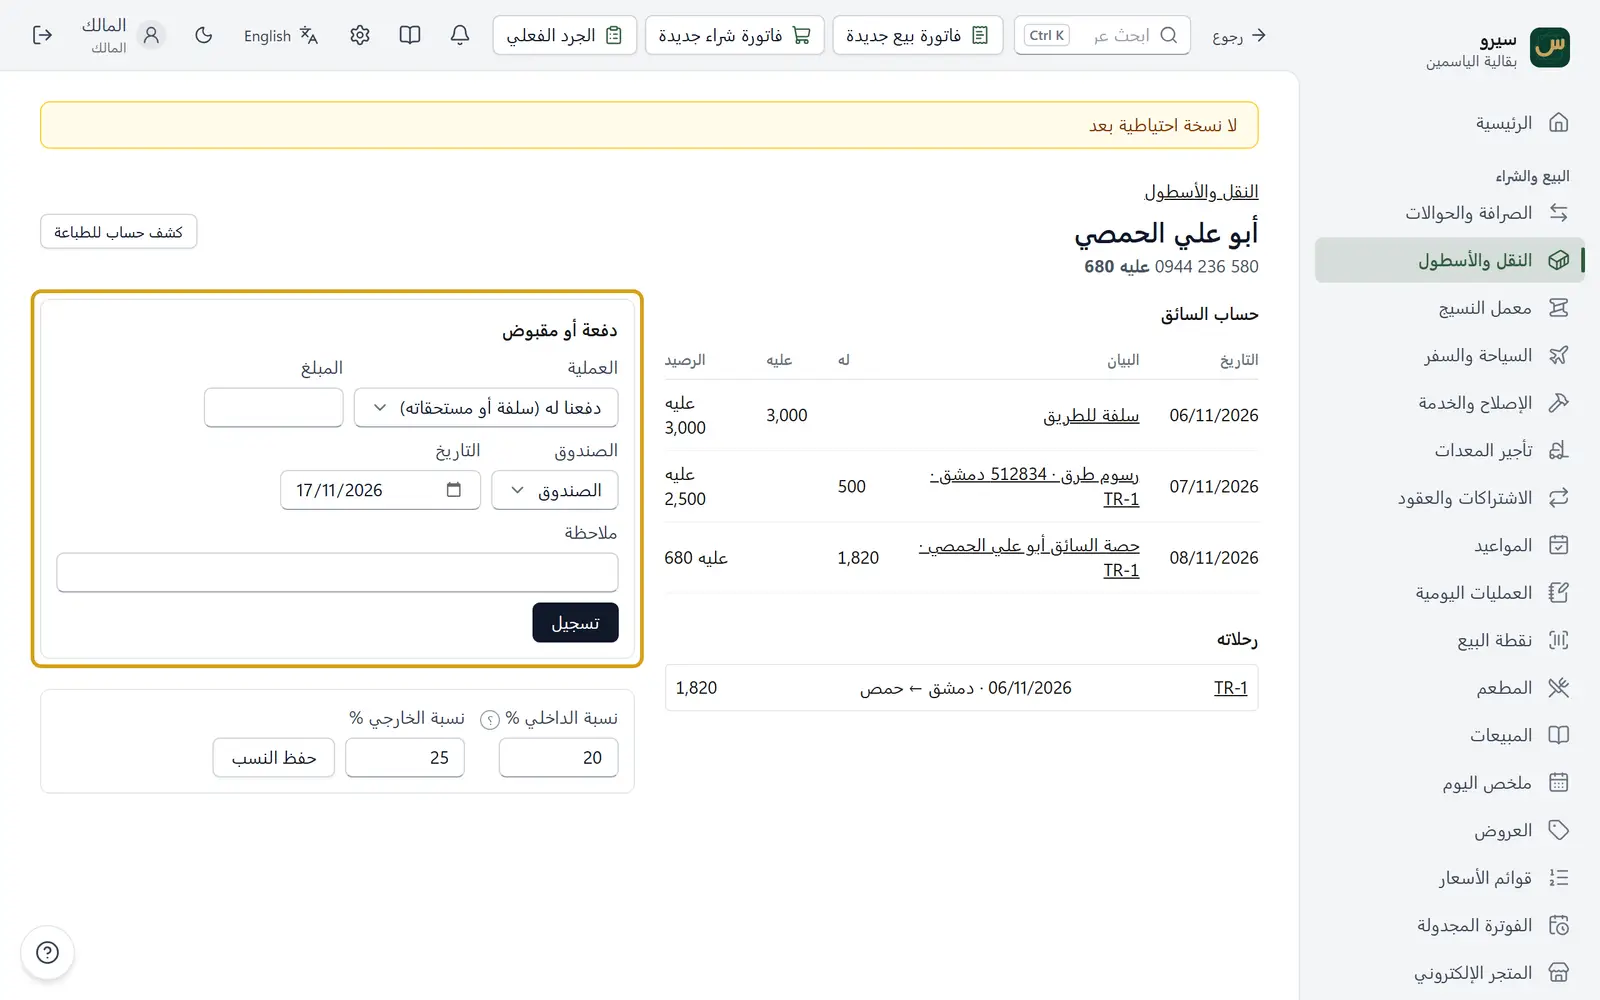 سيرو
بقالية الياسمين
رجوع
ابحث عر
Ctrl K
فاتورة بيع جديدة
فاتورة شراء جديدة
الجرد الفعلي
English
المالك
المالك
الرئيسية
البيع والشراء
الصرافة والحوالات
النقل والأسطول
معمل النسيج
السياحة والسفر
الإصلاح والخدمة
تأجير المعدات
الاشتراكات والعقود
المواعيد
العمليات اليومية
نقطة البيع
المطعم
المبيعات
ملخص اليوم
العروض
قوائم الأسعار
الفوترة المجدولة
المتجر الإلكتروني
لا نسخة احتياطية بعد
النقل والأسطول
أبو علي الحمصي
0944 236 580 عليه 680
كشف حساب للطباعة
حساب السائق
التاريخ البيان له عليه الرصيد
06/11/2026 سلفة للطريق 3,000 عليه 3,000
07/11/2026 رسوم طرق · 512834 دمشق · TR-1 500 عليه 2,500
08/11/2026 حصة السائق أبو علي الحمصي · TR-1 1,820 عليه 680
رحلاته
TR-1 06/11/2026 · دمشق ← حمص 1,820
دفعة أو مقبوض
العملية المبلغ
دفعنا له (سلفة أو مستحقاته)
الصندوق التاريخ
الصندوق 17/11/2026
ملاحظة
تسجيل
نسبة الداخلي % ؟ نسبة الخارجي %
20 25 حفظ النسب
?